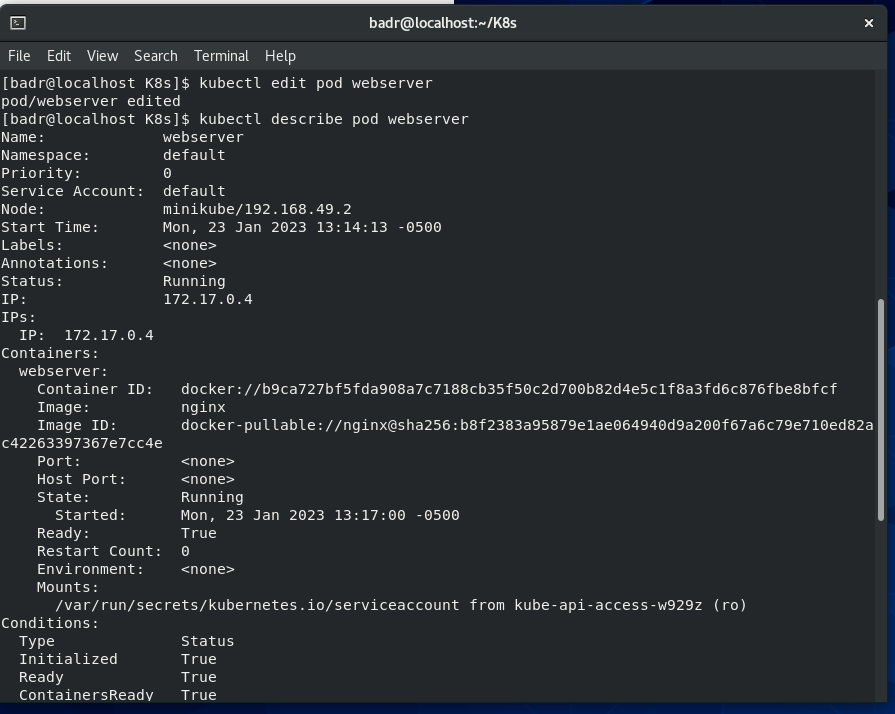 badr@localhost:~/K8s
File Edit View Search Terminal Help
[badr@localhost K8s]$ kubectl edit pod webserver
pod/webserver edited
[badr@localhost K8s]$ kubectl describe pod webserver
Name:             webserver
Namespace:        default
Priority:         0
Service Account:  default
Node:             minikube/192.168.49.2
Start Time:       Mon, 23 Jan 2023 13:14:13 -0500
Labels:           <none>
Annotations:      <none>
Status:           Running
IP:               172.17.0.4
IPs:
  IP:  172.17.0.4
Containers:
  webserver:
    Container ID:   docker://b9ca727bf5fda908a7c7188cb35f50c2d700b82d4e5c1f8a3fd6c876fbe8bfcf
    Image:          nginx
    Image ID:       docker-pullable://nginx@sha256:b8f2383a95879e1ae064940d9a200f67a6c79e710ed82a
c42263397367e7cc4e
    Port:           <none>
    Host Port:      <none>
    State:          Running
      Started:      Mon, 23 Jan 2023 13:17:00 -0500
    Ready:          True
    Restart Count:  0
    Environment:    <none>
    Mounts:
      /var/run/secrets/kubernetes.io/serviceaccount from kube-api-access-w929z (ro)
Conditions:
  Type              Status
  Initialized       True
  Ready             True
  ContainersReady   True